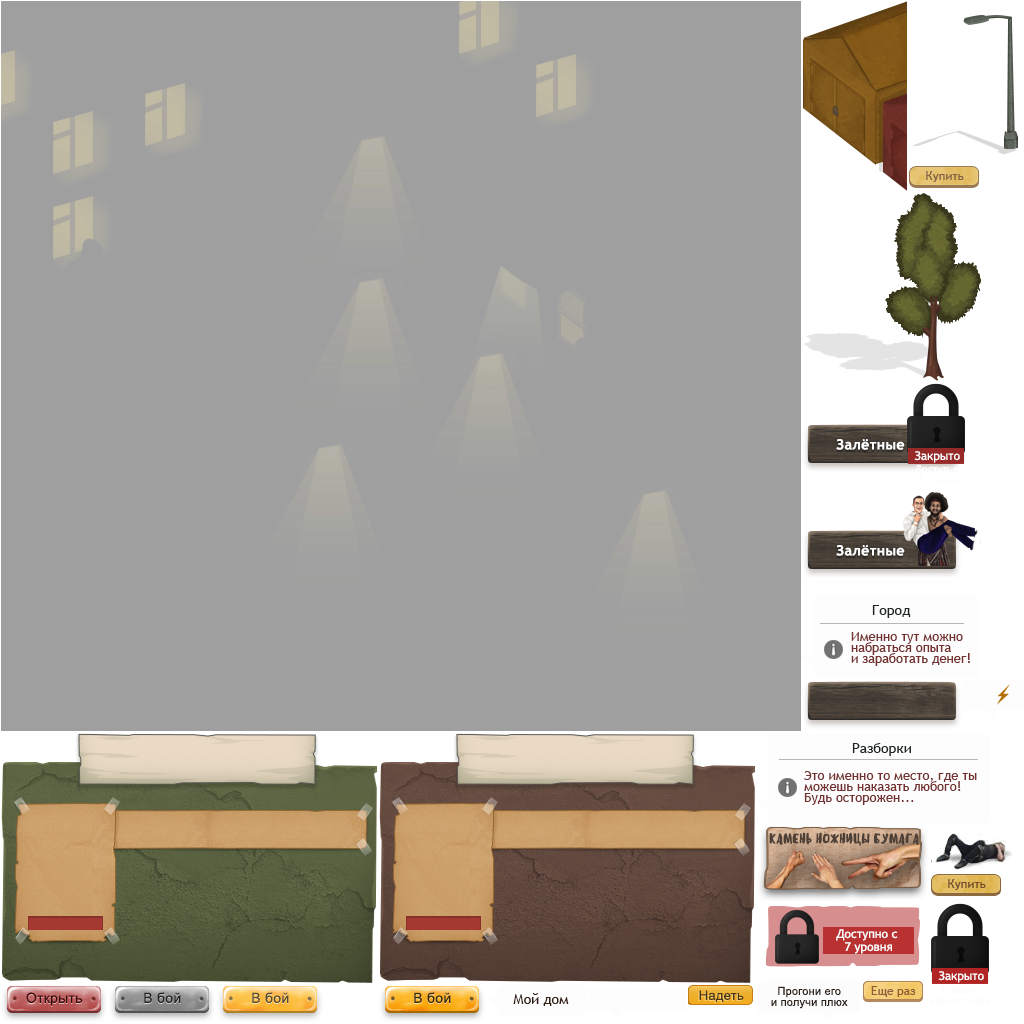 Купить
Залётные
Закрыто
Залётные
Город
Именно тут можно
набраться опыта
и заработать денег!
Разборки
Это именно то место, где ты
можешь наказать любого!
Будь осторожен...
КАМЕНЬ НОЖНИЦЫ БУМАГА
Купить
Доступно с
7 уровня
Закрыто
Открыть
В бой
В бой
В бой
Мой дом
Надеть
Прогони его
и получи плюх
Еще раз